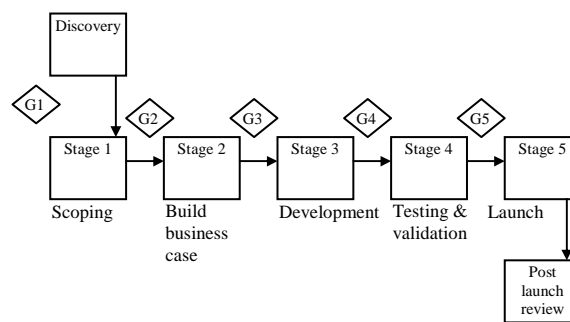 Discovery
G1
G2
G3
G4
G5
Stage 1
Stage 2
Stage 3
Stage 4
Stage 5
Scoping
Build
business
case
Development
Testing &
validation
Launch
Post
launch
review